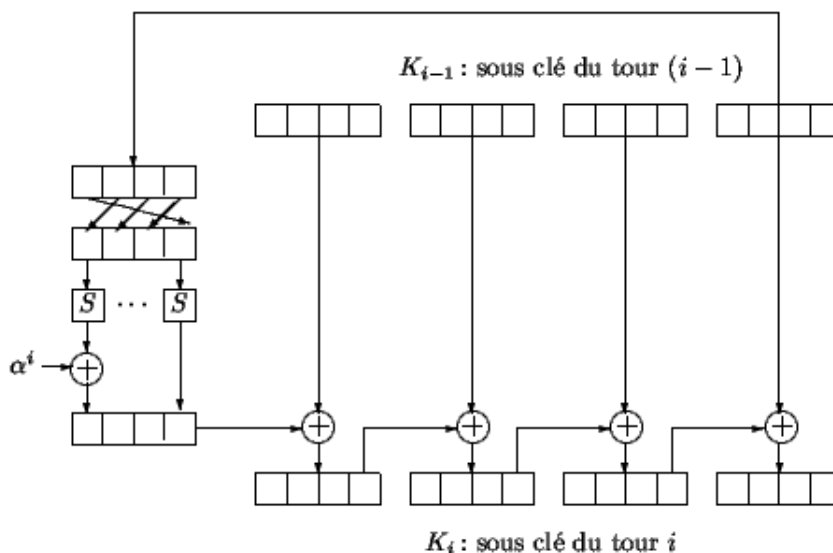 K_{i-1} : sous clé du tour (i − 1)
S ... S
α^i
K_i : sous clé du tour i